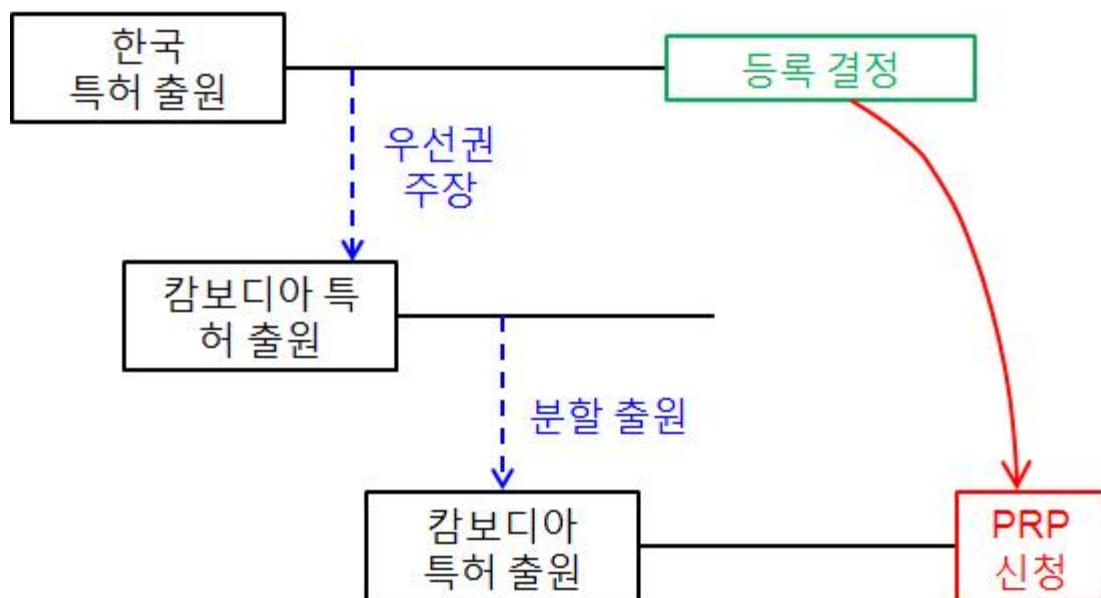 한국
특허 출원
등록 결정
우선권
주장
캄보디아 특
허 출원
분할 출원
캄보디아
특허 출원
PRP
신청